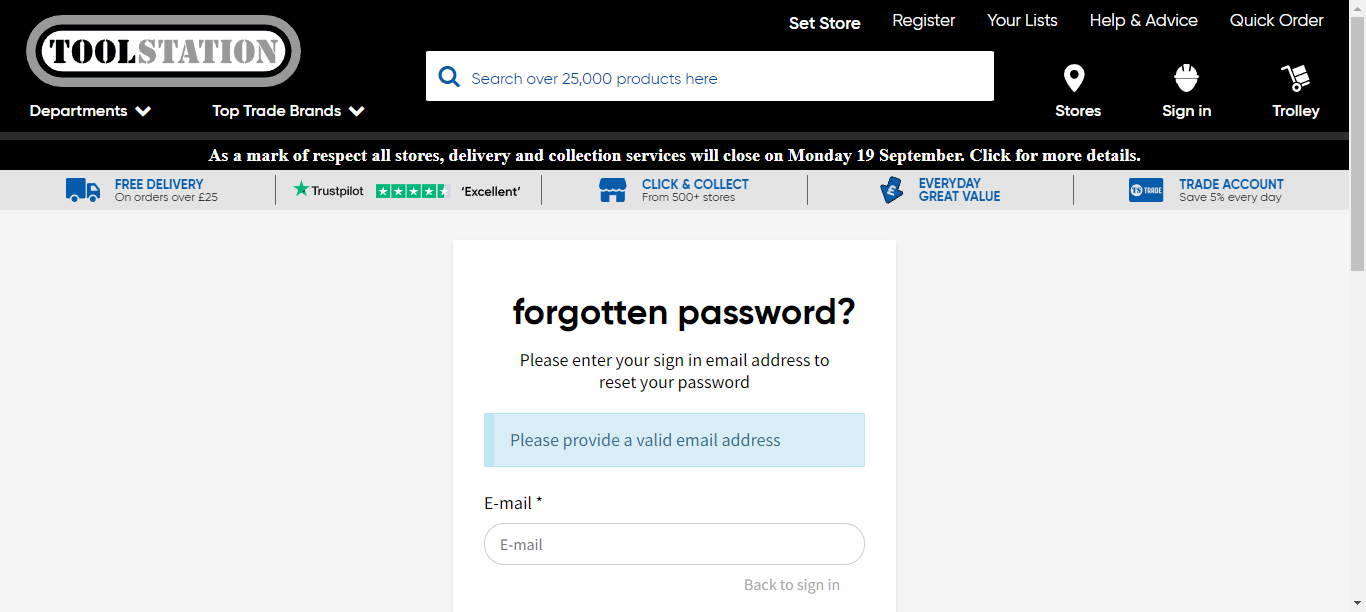 Set Store Register Your Lists Help & Advice Quick Order
TOOLSTATION
Search over 25,000 products here
Departments Top Trade Brands Stores Sign in Trolley
As a mark of respect all stores, delivery and collection services will close on Monday 19 September. Click for more details.
FREE DELIVERY
On orders over £25
Trustpilot 'Excellent'
CLICK & COLLECT
From 500+ stores
£
EVERYDAY
GREAT VALUE
TS TRADE
TRADE ACCOUNT
Save 5% every day
forgotten password?
Please enter your sign in email address to
reset your password
Please provide a valid email address
E-mail *
E-mail
Back to sign in